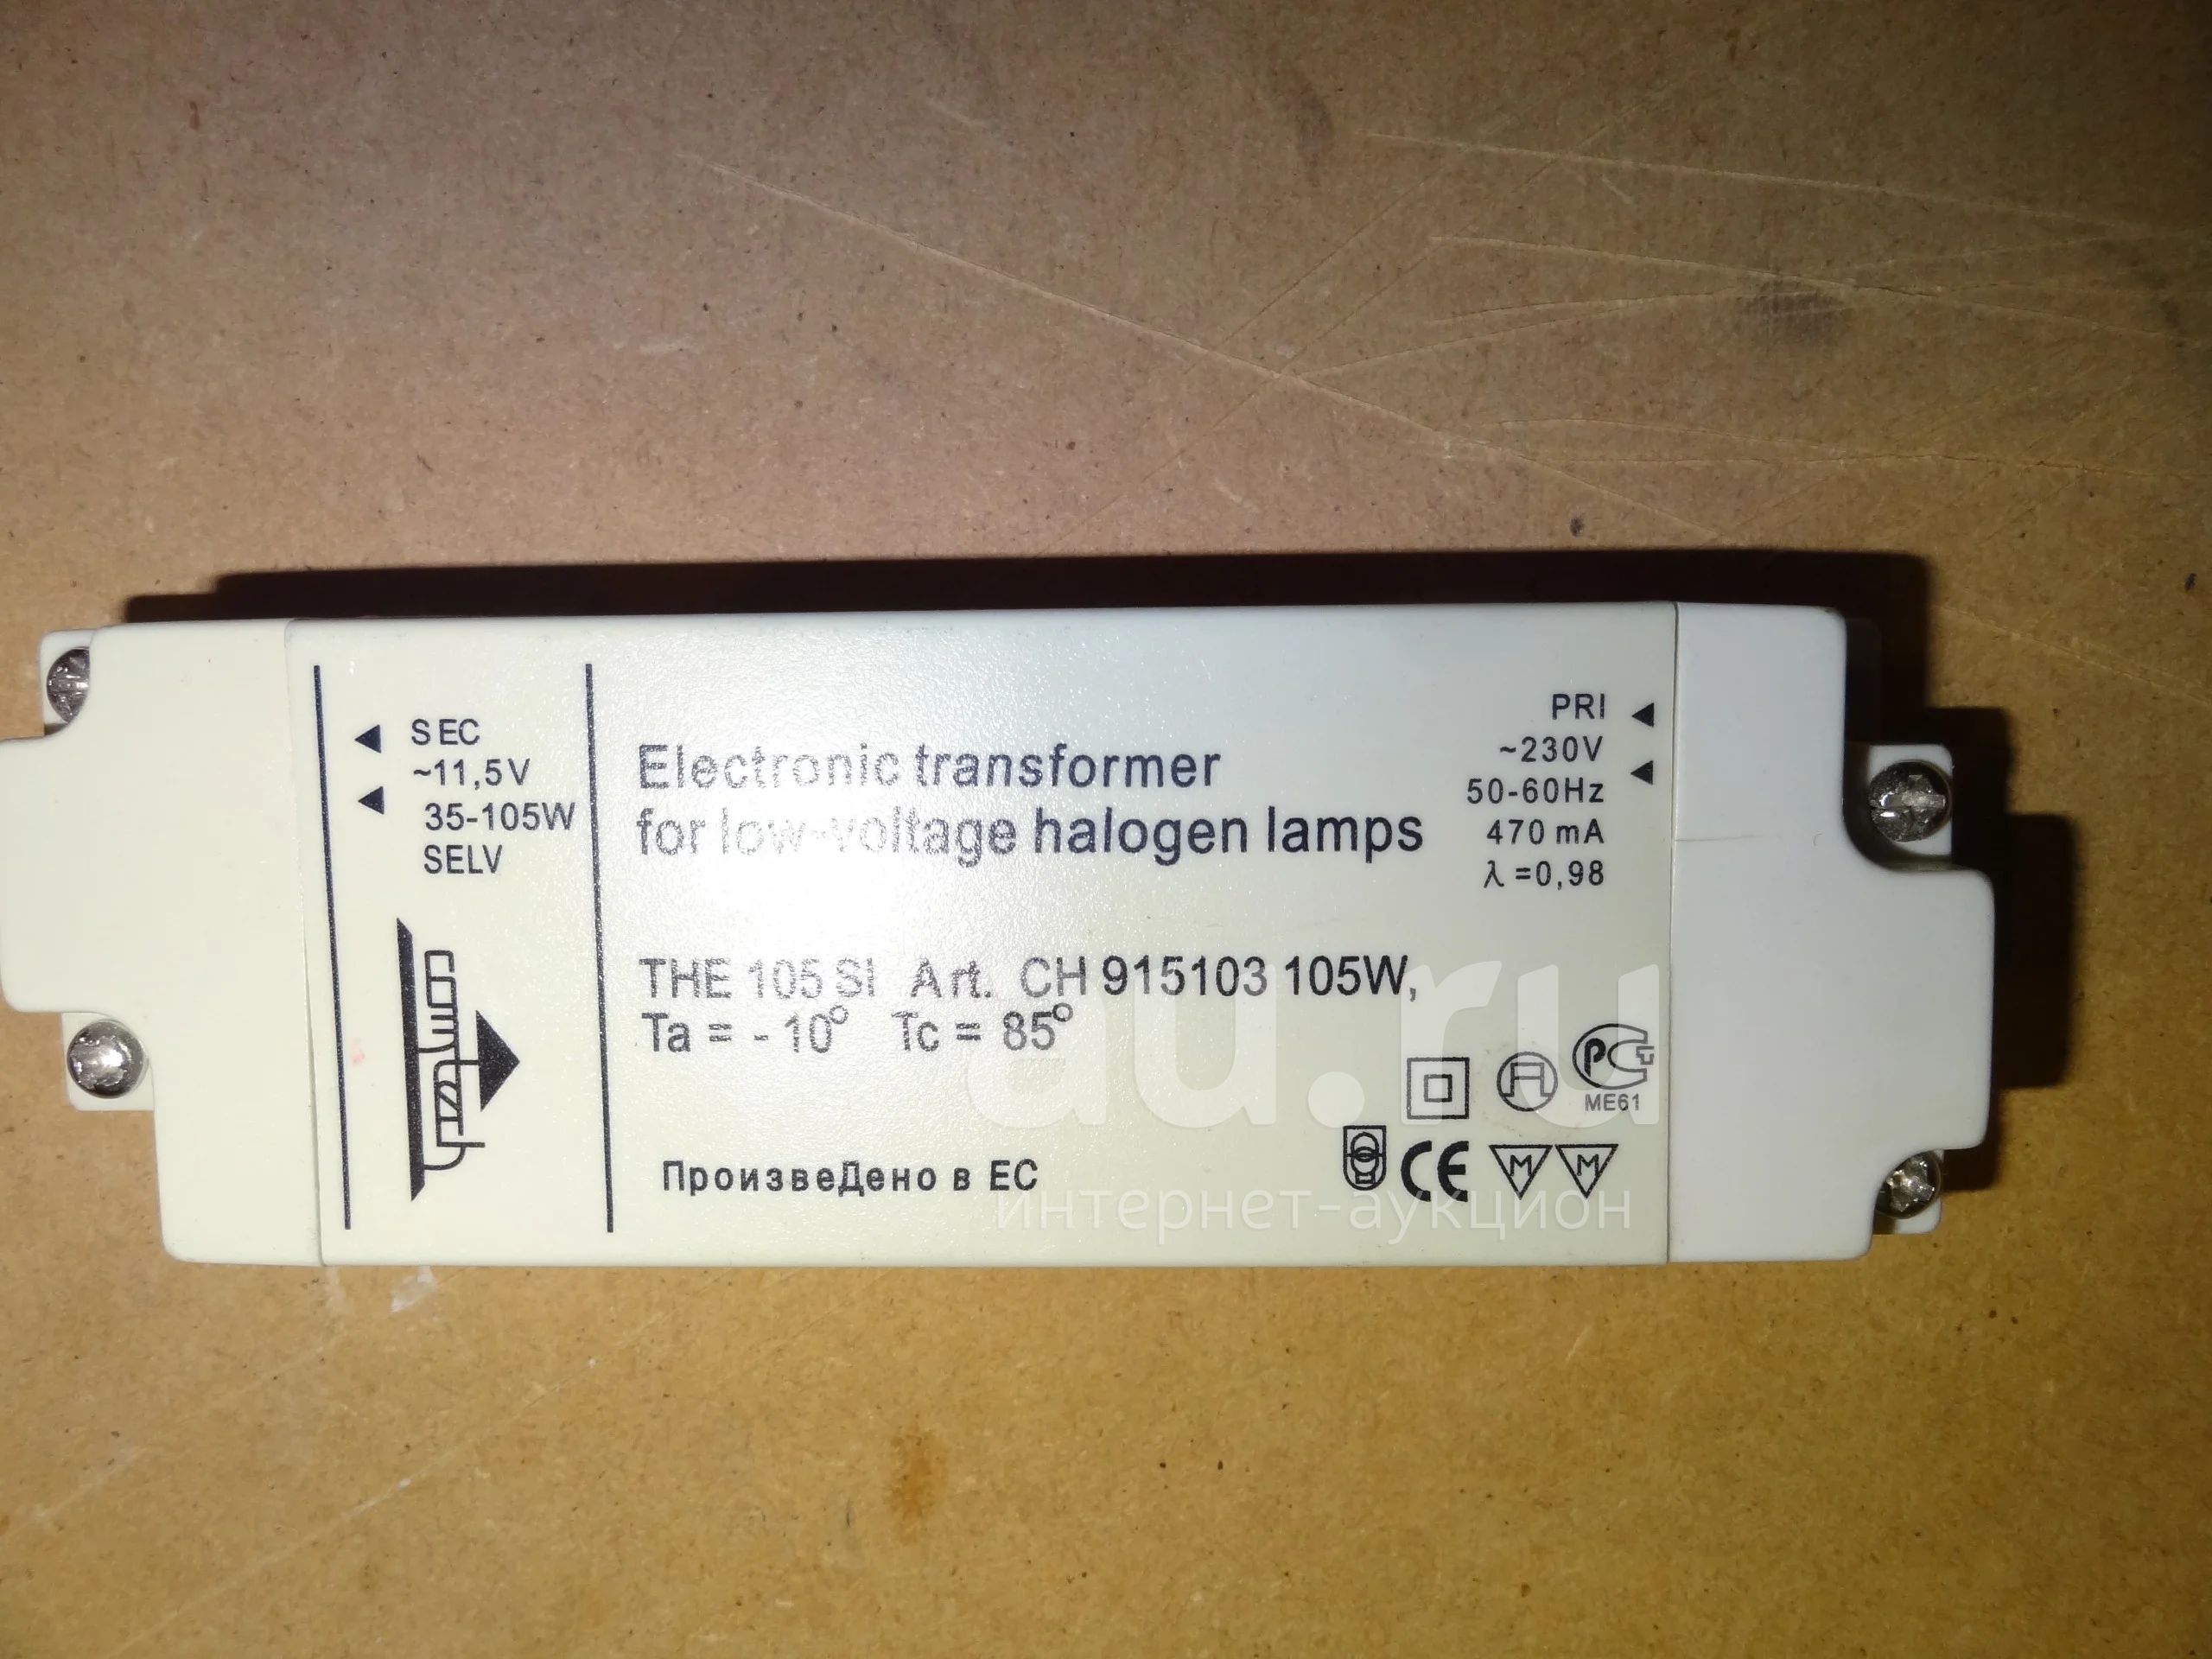 SEC
~11,5V
35-105W
SELV
comtech
Electronic transformer
for low-voltage halogen lamps
PRI
~230V
50-60Hz
470 mA
λ =0,98
THE 105 SI Art. CH 915103 105W,
Ta = - 10° Tc = 85°
ПроизвеДено в ЕС
РСТ
ME61
CE
M M
au.ru
интернет-аукцион